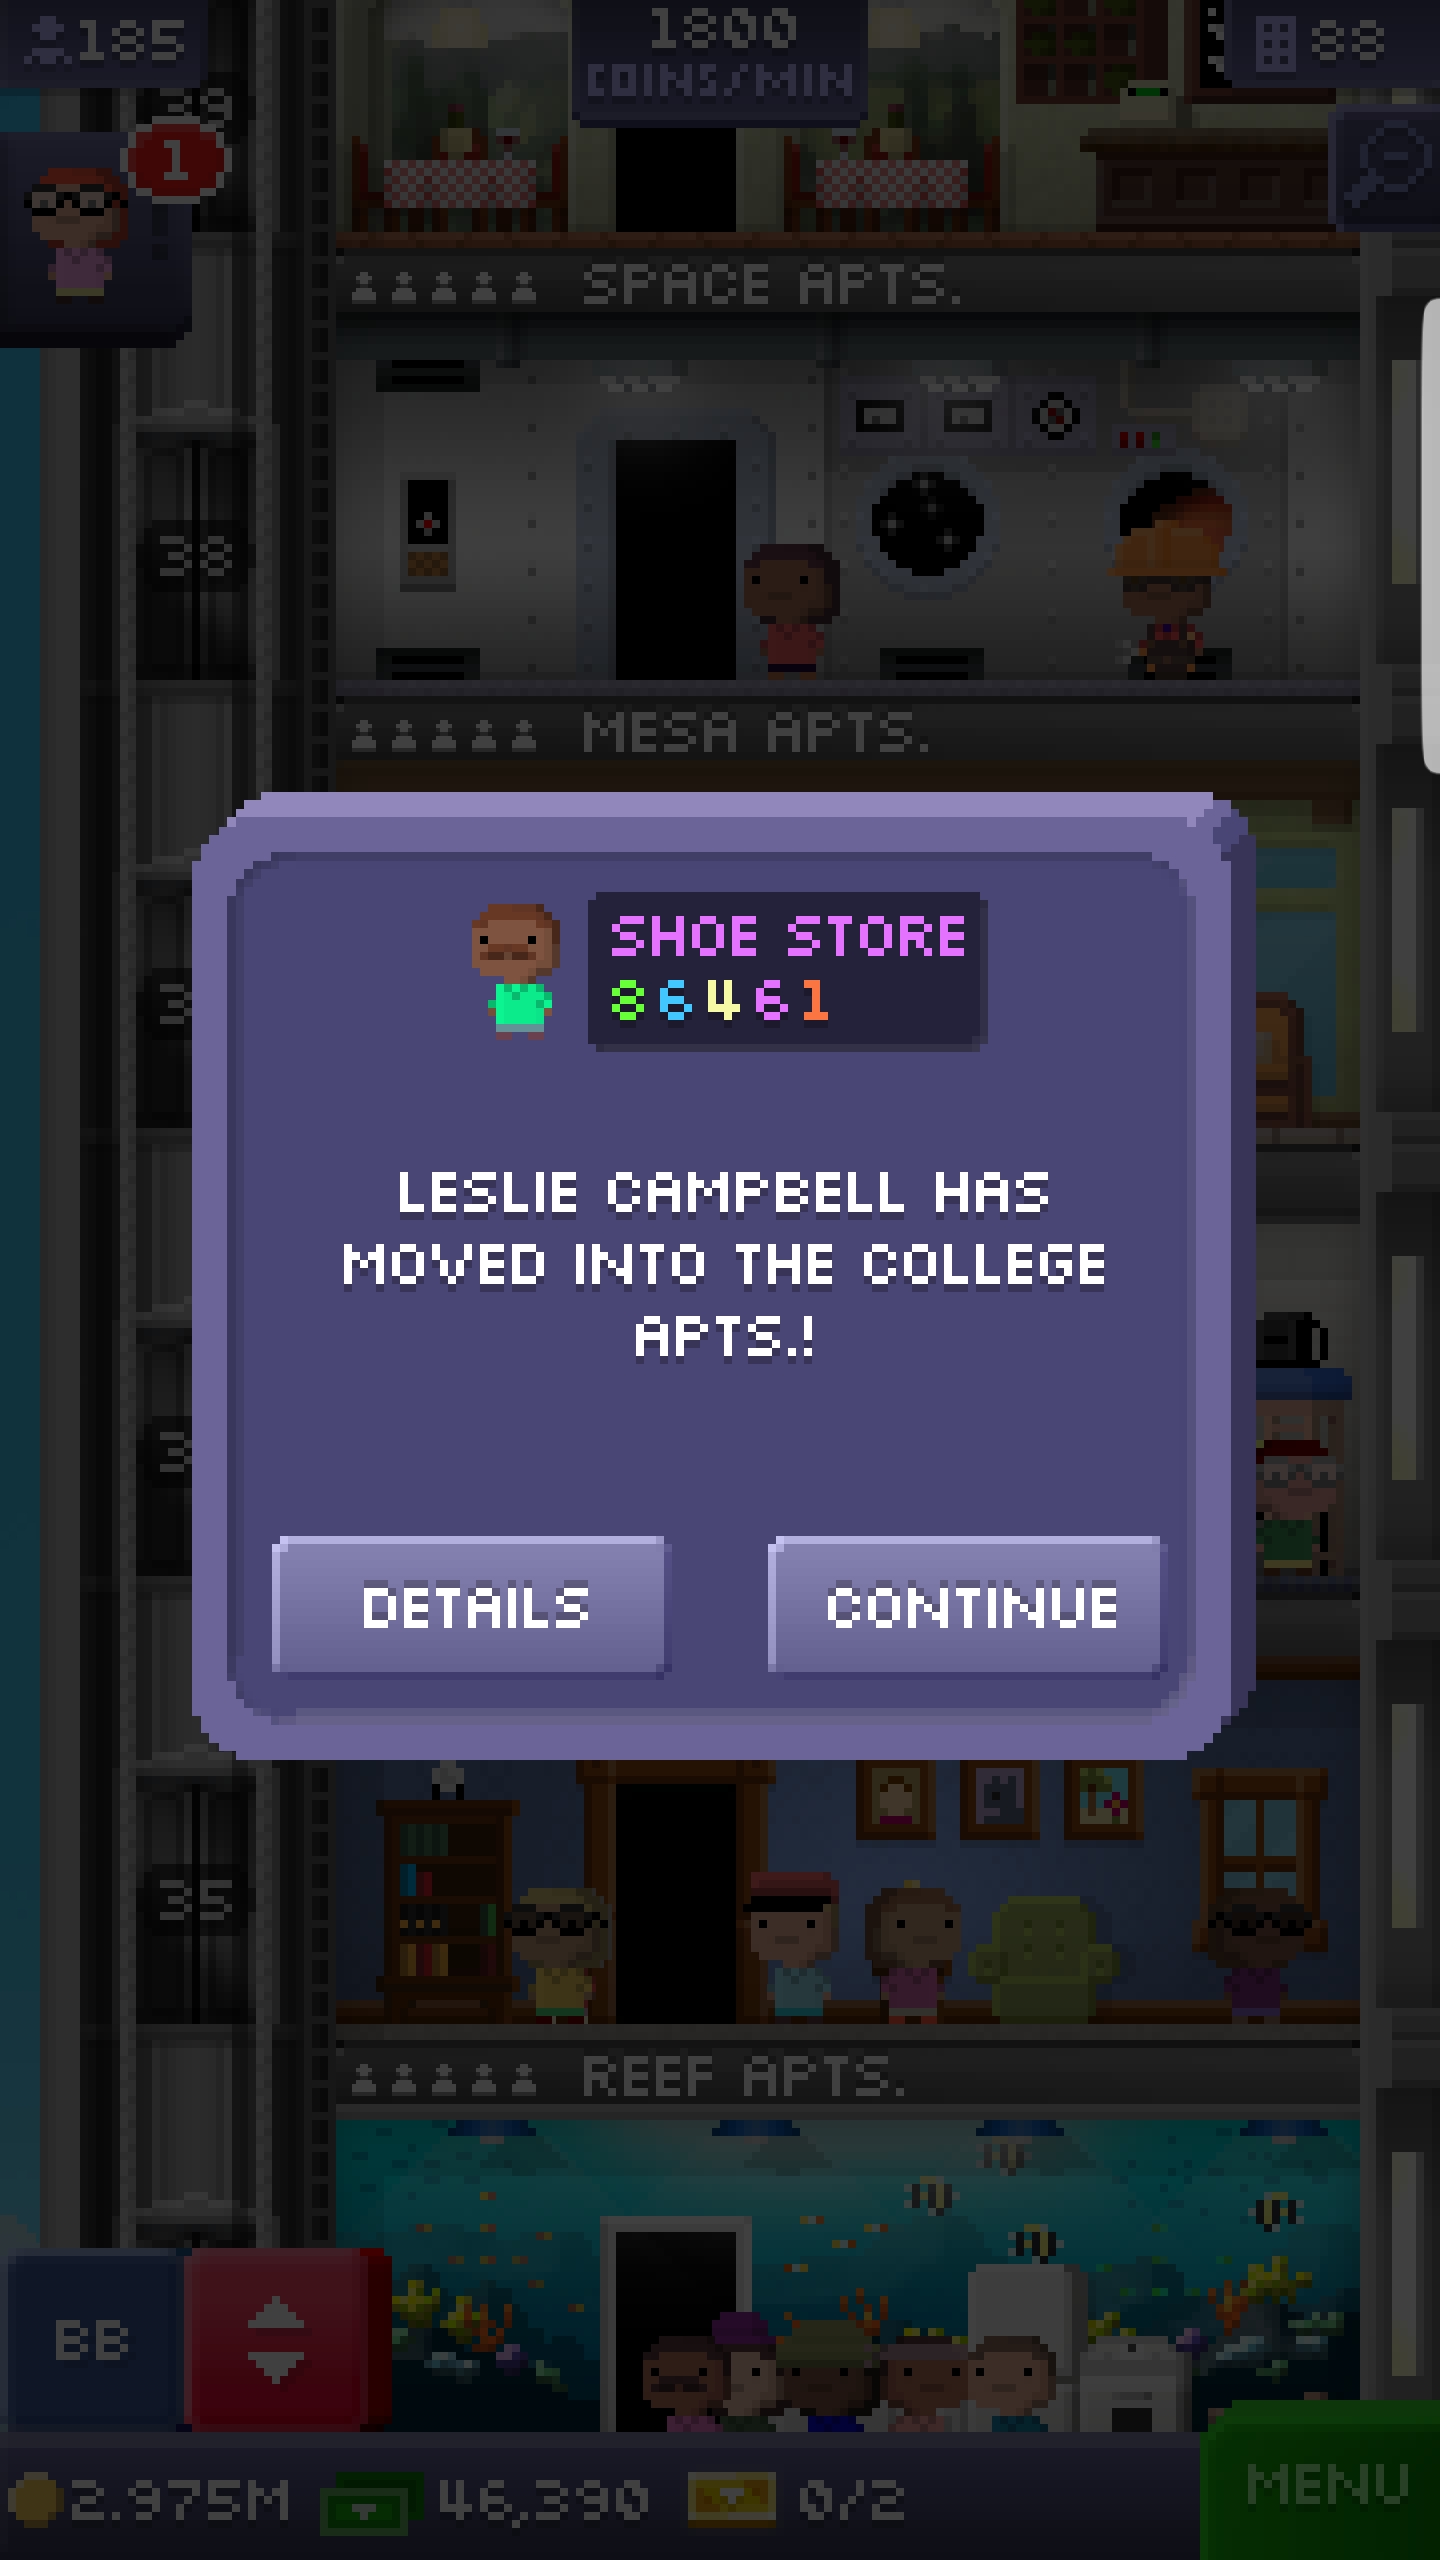 185
1800
COINS/MIN
88
39
1
SPACE APTS.
38
MESA APTS.
SHOE STORE
86461
LESLIE CAMPBELL HAS
MOVED INTO THE COLLEGE
APTS.!
DETAILS
CONTINUE
35
REEF APTS.
BB
2.975M
46,390
0/2
MENU